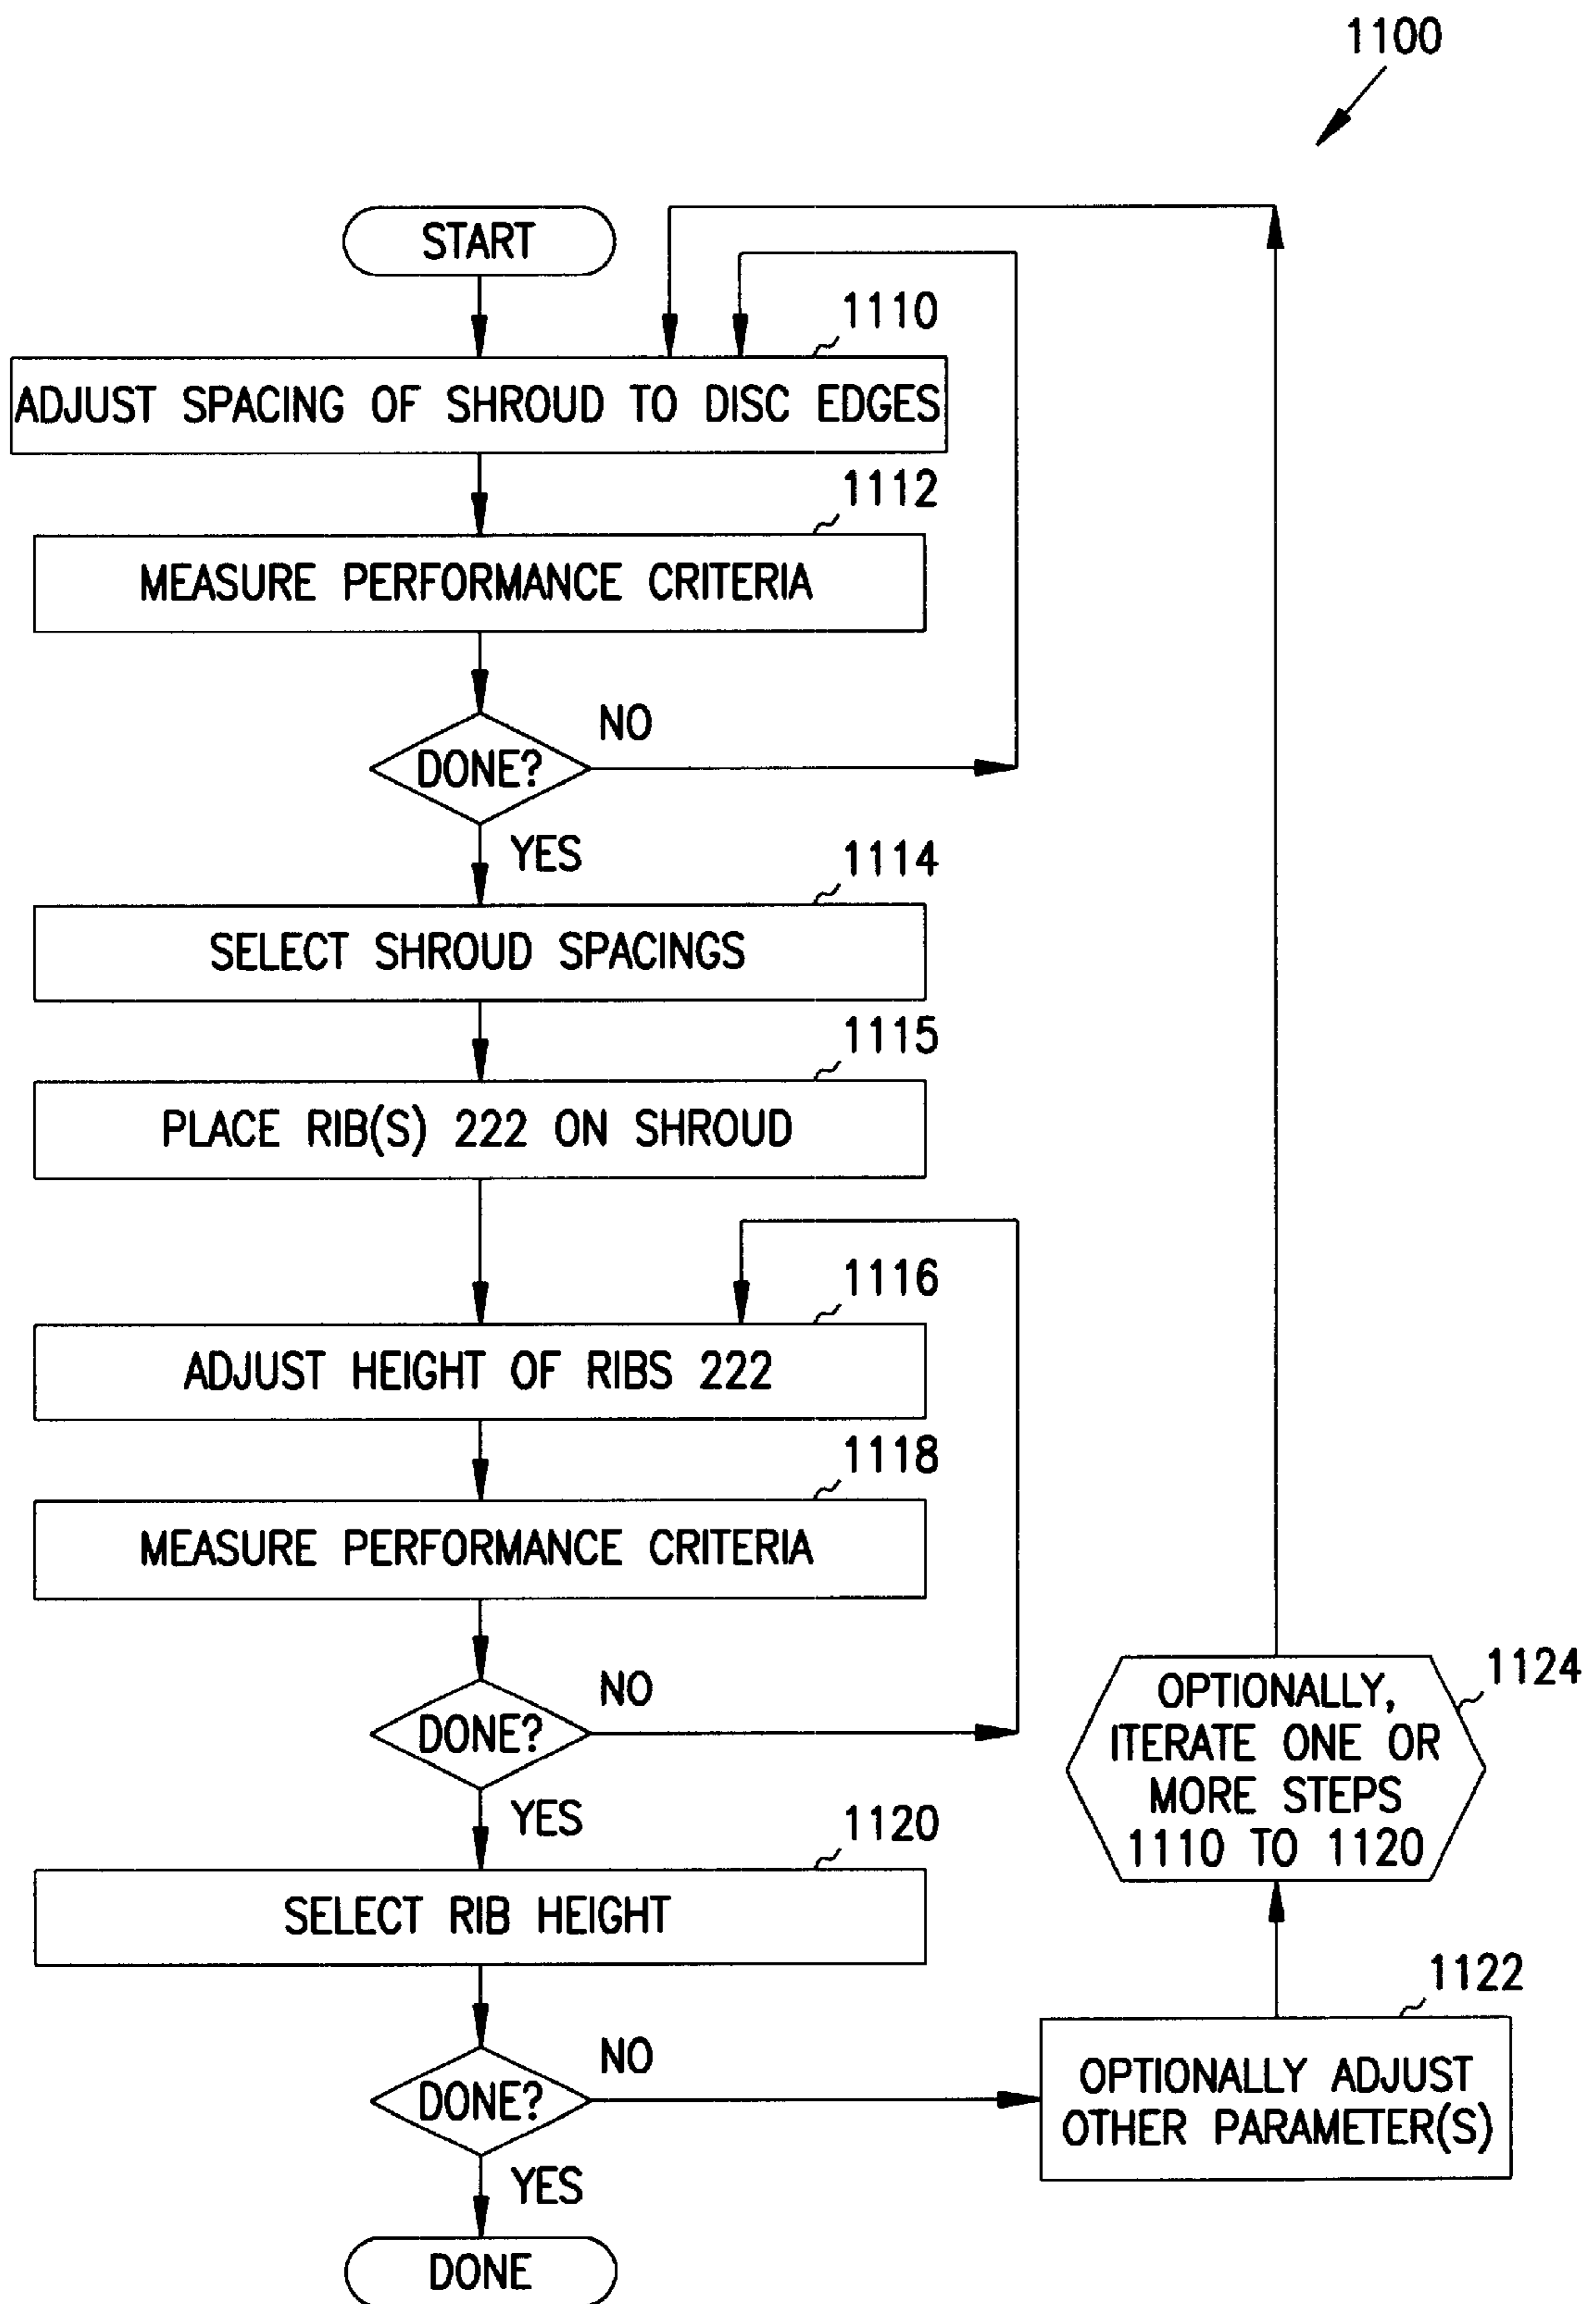 1100
START
1110
ADJUST SPACING OF SHROUD TO DISC EDGES
1112
MEASURE PERFORMANCE CRITERIA
NO
DONE?
YES
1114
SELECT SHROUD SPACINGS
1115
PLACE RIB(S) 222 ON SHROUD
1116
ADJUST HEIGHT OF RIBS 222
1118
MEASURE PERFORMANCE CRITERIA
NO
DONE?
YES
1120
SELECT RIB HEIGHT
NO
DONE?
YES
DONE
1122
OPTIONALLY ADJUST
OTHER PARAMETER(S)
1124
OPTIONALLY,
ITERATE ONE OR
MORE STEPS
1110 TO 1120